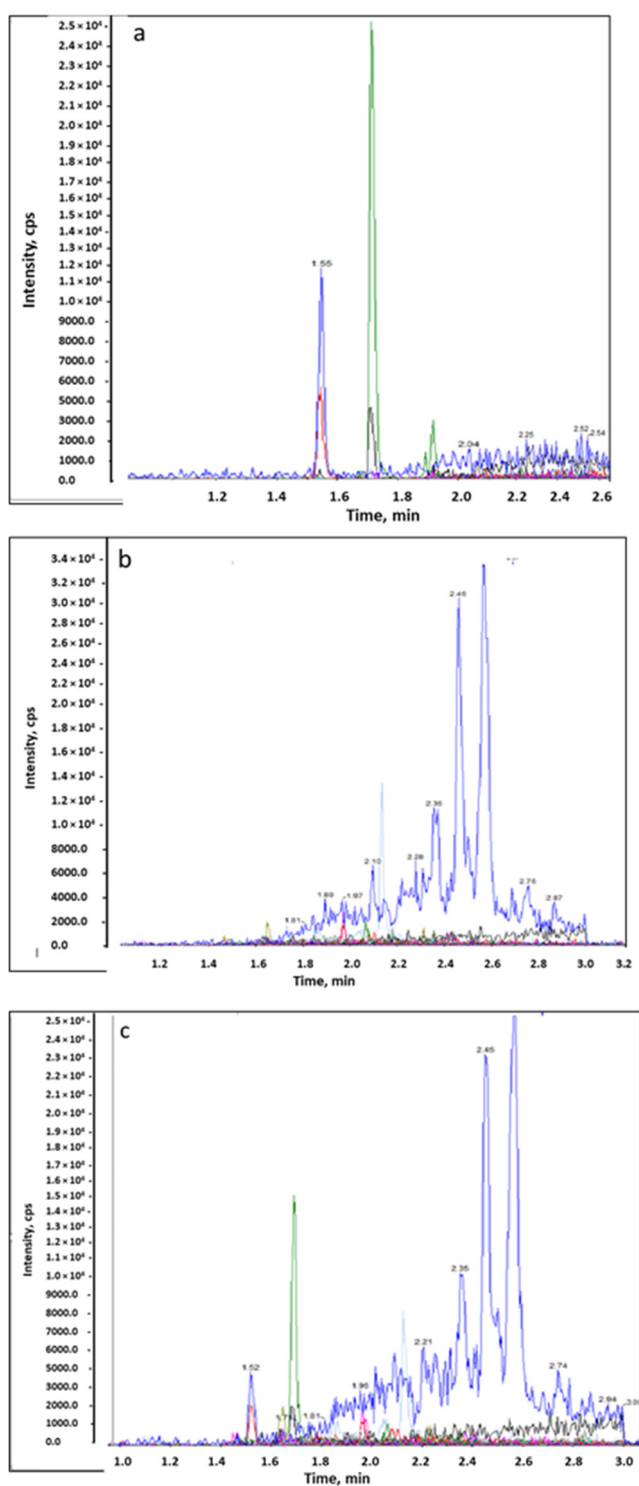 a
2.5 × 10⁴
2.4 × 10⁴
2.3 × 10⁴
2.2 × 10⁴
2.1 × 10⁴
2.0 × 10⁴
1.9 × 10⁴
1.8 × 10⁴
1.7 × 10⁴
1.6 × 10⁴
1.5 × 10⁴
1.4 × 10⁴
1.3 × 10⁴
1.2 × 10⁴
1.1 × 10⁴
1.0 × 10⁴
9000.0
8000.0
7000.0
6000.0
5000.0
4000.0
3000.0
2000.0
1000.0
0.0
Intensity, cps
1.55
2.04
2.25
2.52
2.54
1.2 1.4 1.6 1.8 2.0 2.2 2.4 2.6
Time, min
b
3.4 × 10⁴
3.2 × 10⁴
3.0 × 10⁴
2.8 × 10⁴
2.6 × 10⁴
2.4 × 10⁴
2.2 × 10⁴
2.0 × 10⁴
1.8 × 10⁴
1.6 × 10⁴
1.4 × 10⁴
1.2 × 10⁴
1.0 × 10⁴
8000.0
6000.0
4000.0
2000.0
0.0
Intensity, cps
1.81
1.89
1.97
2.10
2.28
2.36
2.46
2.76
2.87
1.2 1.4 1.6 1.8 2.0 2.2 2.4 2.6 2.8 3.0 3.2
Time, min
c
2.5 × 10⁴
2.4 × 10⁴
2.3 × 10⁴
2.2 × 10⁴
2.1 × 10⁴
2.0 × 10⁴
1.9 × 10⁴
1.8 × 10⁴
1.7 × 10⁴
1.6 × 10⁴
1.5 × 10⁴
1.4 × 10⁴
1.3 × 10⁴
1.2 × 10⁴
1.1 × 10⁴
1.0 × 10⁴
9000.0
8000.0
7000.0
6000.0
5000.0
4000.0
3000.0
2000.0
1000.0
0.0
Intensity, cps
1.52
1.81
1.95
2.21
2.35
2.45
2.74
2.94
1.0 1.2 1.4 1.6 1.8 2.0 2.2 2.4 2.6 2.8 3.0
Time, min